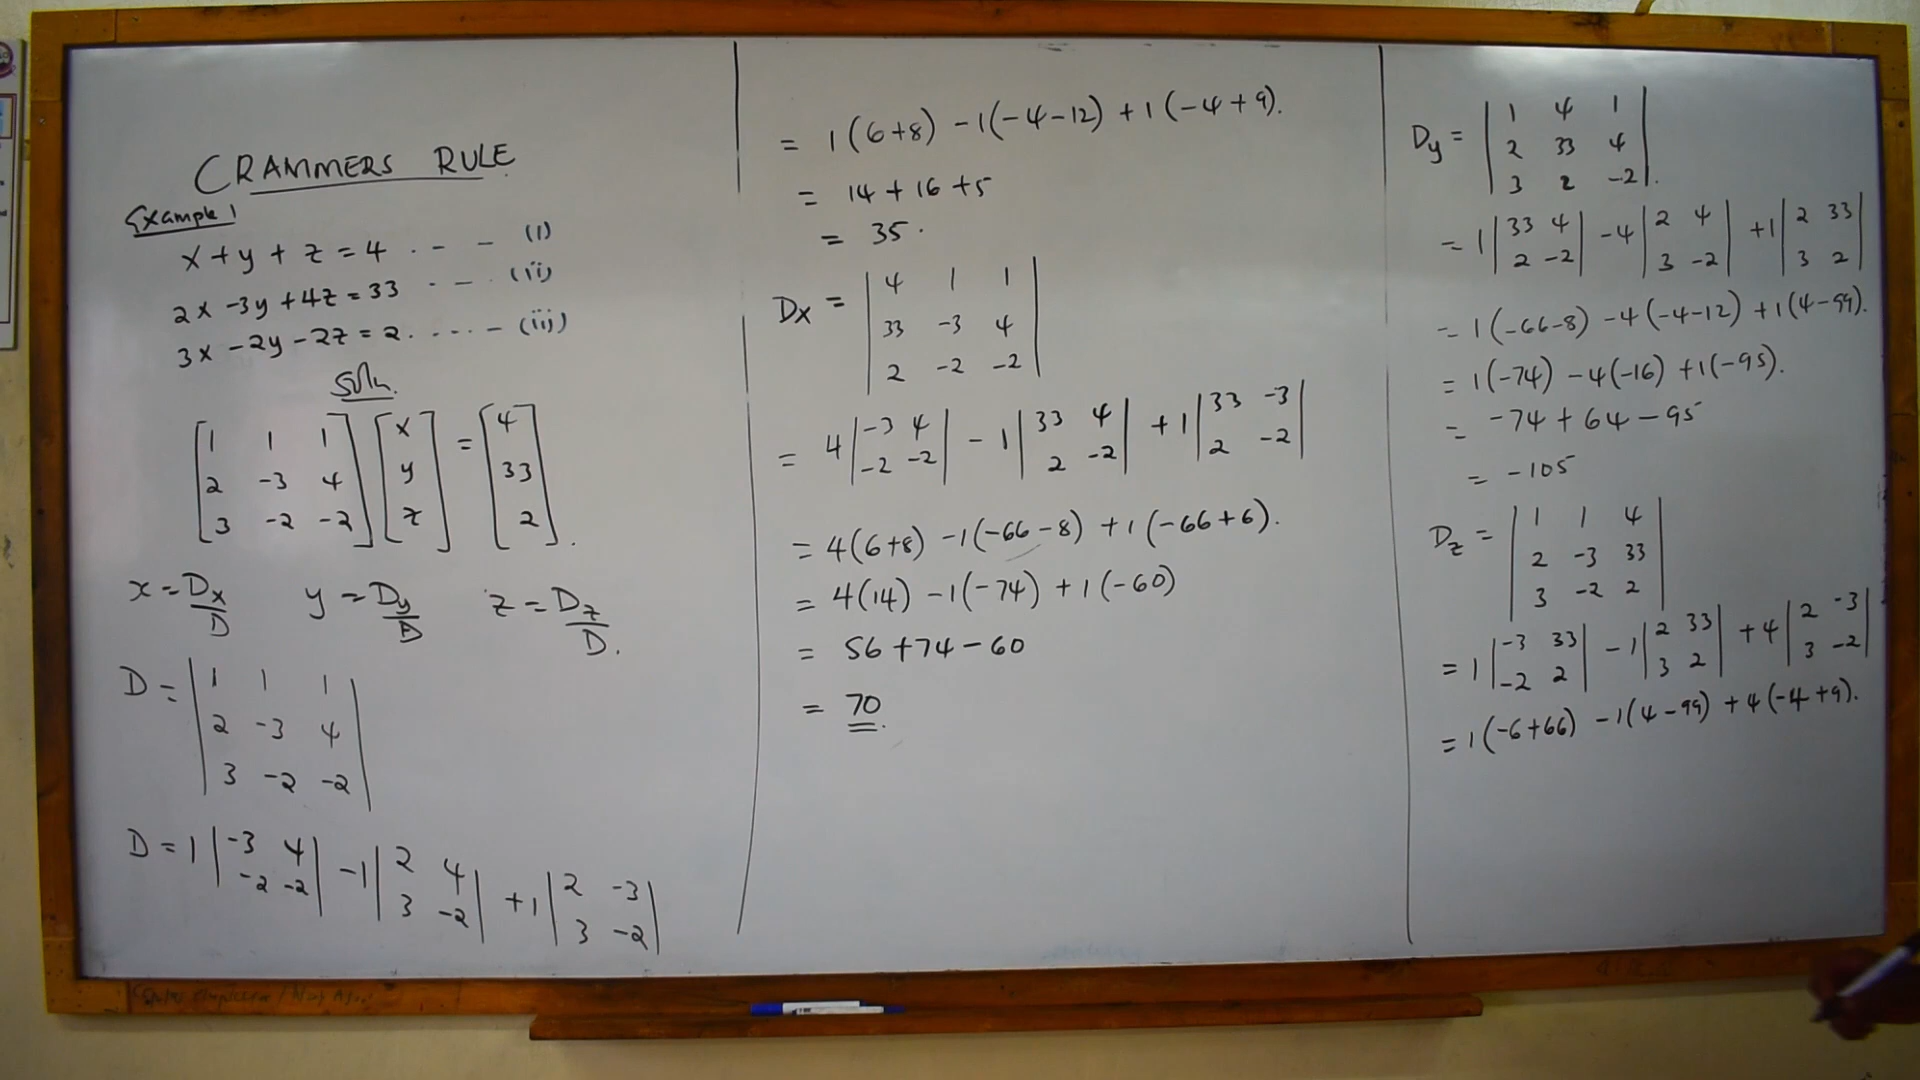 CRAMMERS RULE
Example 1
x + y + z = 4 . - - (i)
2x - 3y + 4z = 33 . - . (ii)
3x - 2y - 2z = 2 . . . . - (iii)
Soln.
[1 1 1] [x] = [4]
[2 -3 4] [y] [33]
[3 -2 -2] [z] [2].
x = Dx/D y = Dy/D z = Dz/D.
D = |1 1 1|
|2 -3 4|
|3 -2 -2|
D = 1 |-3 4| - 1 |2 4| + 1 |2 -3|
|-2 -2| |3 -2| |3 -2|
= 1(6+8) - 1(-4-12) + 1(-4+9).
= 14 + 16 + 5
= 35.
Dx = |4 1 1|
|33 -3 4|
|2 -2 -2|
= 4 |-3 4| - 1 |33 4| + 1 |33 -3|
|-2 -2| |2 -2| |2 -2|
= 4(6+8) - 1(-66-8) + 1(-66+6).
= 4(14) - 1(-74) + 1(-60)
= 56 + 74 - 60
= 70.
Dy = |1 4 1|
|2 33 4|
|3 2 -2|.
= 1 |33 4| - 4 |2 4| + 1 |2 33|
|2 -2| |3 -2| |3 2|
= 1(-66-8) - 4(-4-12) + 1(4-99).
= 1(-74) - 4(-16) + 1(-95).
= -74 + 64 - 95
= -105
Dz = |1 1 4|
|2 -3 33|
|3 -2 2|
= 1 |-3 33| - 1 |2 33| + 4 |2 -3|
|-2 2| |3 2| |3 -2|
= 1(-6+66) - 1(4-99) + 4(-4+9).